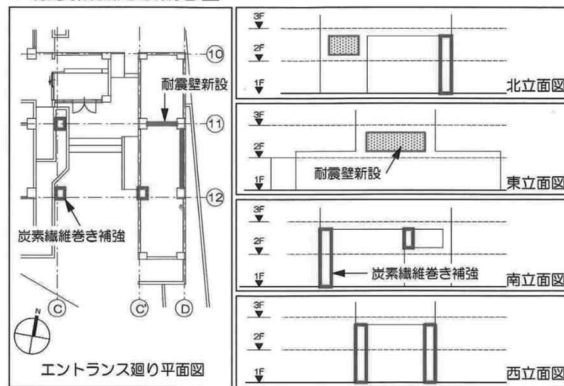 10
耐震壁新設
11
12
炭素繊維巻き補強
C
C'
D
N
エントランス廻り平面図
3F
2F
1F
北立面図
3F
2F
1F
耐震壁新設
東立面図
3F
2F
1F
炭素繊維巻き補強
南立面図
3F
2F
1F
西立面図